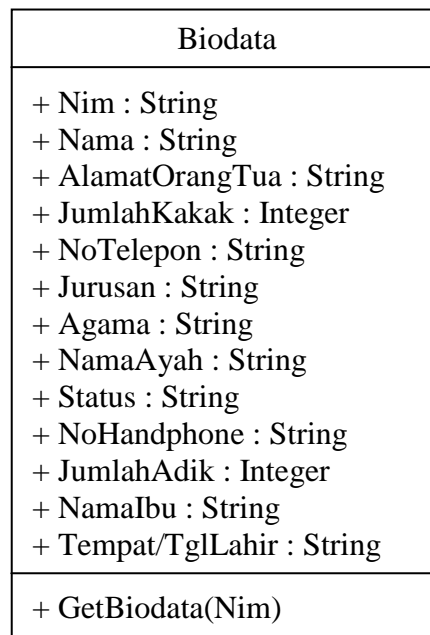 Biodata
+ Nim : String
+ Nama : String
+ AlamatOrangTua : String
+ JumlahKakak : Integer
+ NoTelepon : String
+ Jurusan : String
+ Agama : String
+ NamaAyah : String
+ Status : String
+ NoHandphone : String
+ JumlahAdik : Integer
+ NamaIbu : String
+ Tempat/TglLahir : String
+ GetBiodata(Nim)